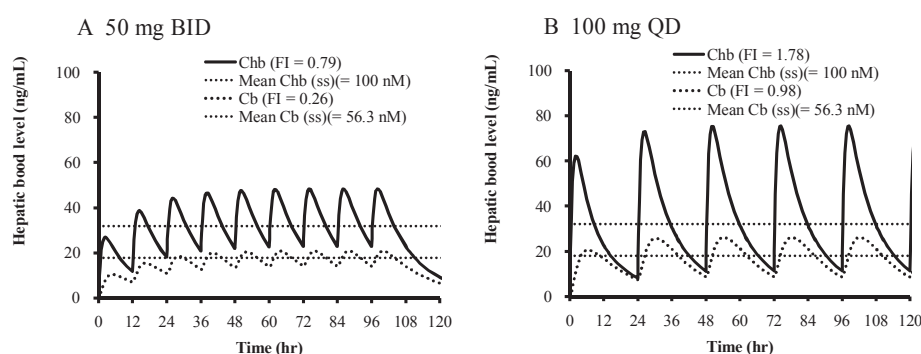 A 50 mg BID
Chb (FI = 0.79)
Mean Chb (ss)(= 100 nM)
Cb (FI = 0.26)
Mean Cb (ss)(= 56.3 nM)
Hepatic bood level (ng/mL)
100
80
60
40
20
0
0 12 24 36 48 60 72 84 96 108 120
Time (hr)
B 100 mg QD
Chb (FI = 1.78)
Mean Chb (ss)(= 100 nM)
Cb (FI = 0.98)
Mean Cb (ss)(= 56.3 nM)
Hepatic bood level (ng/mL)
100
80
60
40
20
0
0 12 24 36 48 60 72 84 96 108 120
Time (hr)